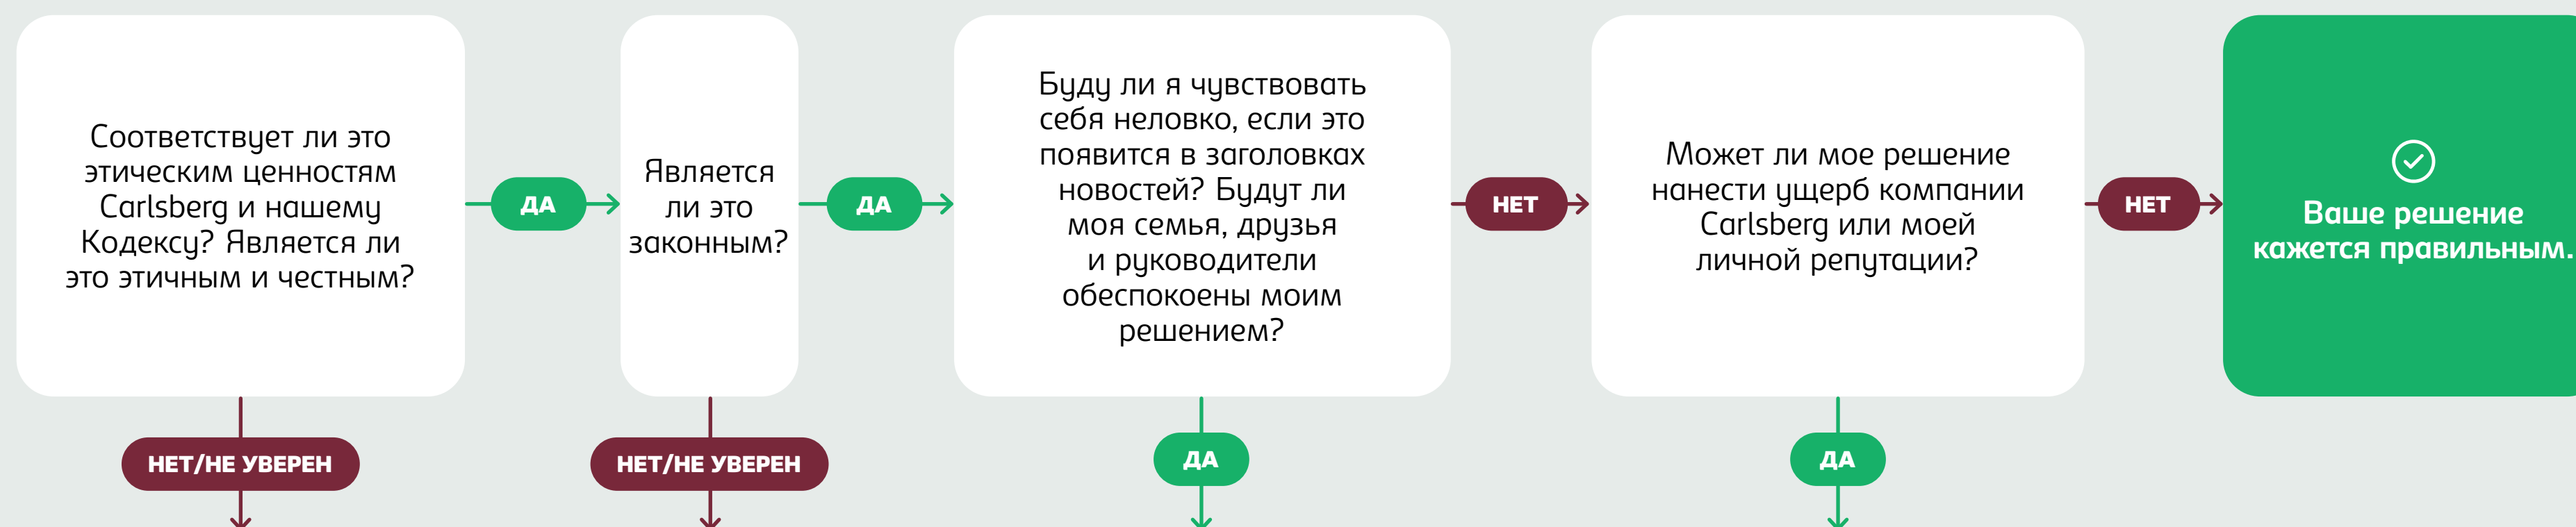 Соответствует ли это
этическим ценностям
Carlsberg и нашему
Кодексу? Является ли
это этичным и честным?
ДА
Является
ли это
законным?
ДА
Буду ли я чувствовать
себя неловко, если это
появится в заголовках
новостей? Будут ли
моя семья, друзья
и руководители
обеспокоены моим
решением?
НЕТ
Может ли мое решение
нанести ущерб компании
Carlsberg или моей
личной репутации?
НЕТ
Ваше решение
кажется правильным.
НЕТ/НЕ УВЕРЕН
НЕТ/НЕ УВЕРЕН
ДА
ДА